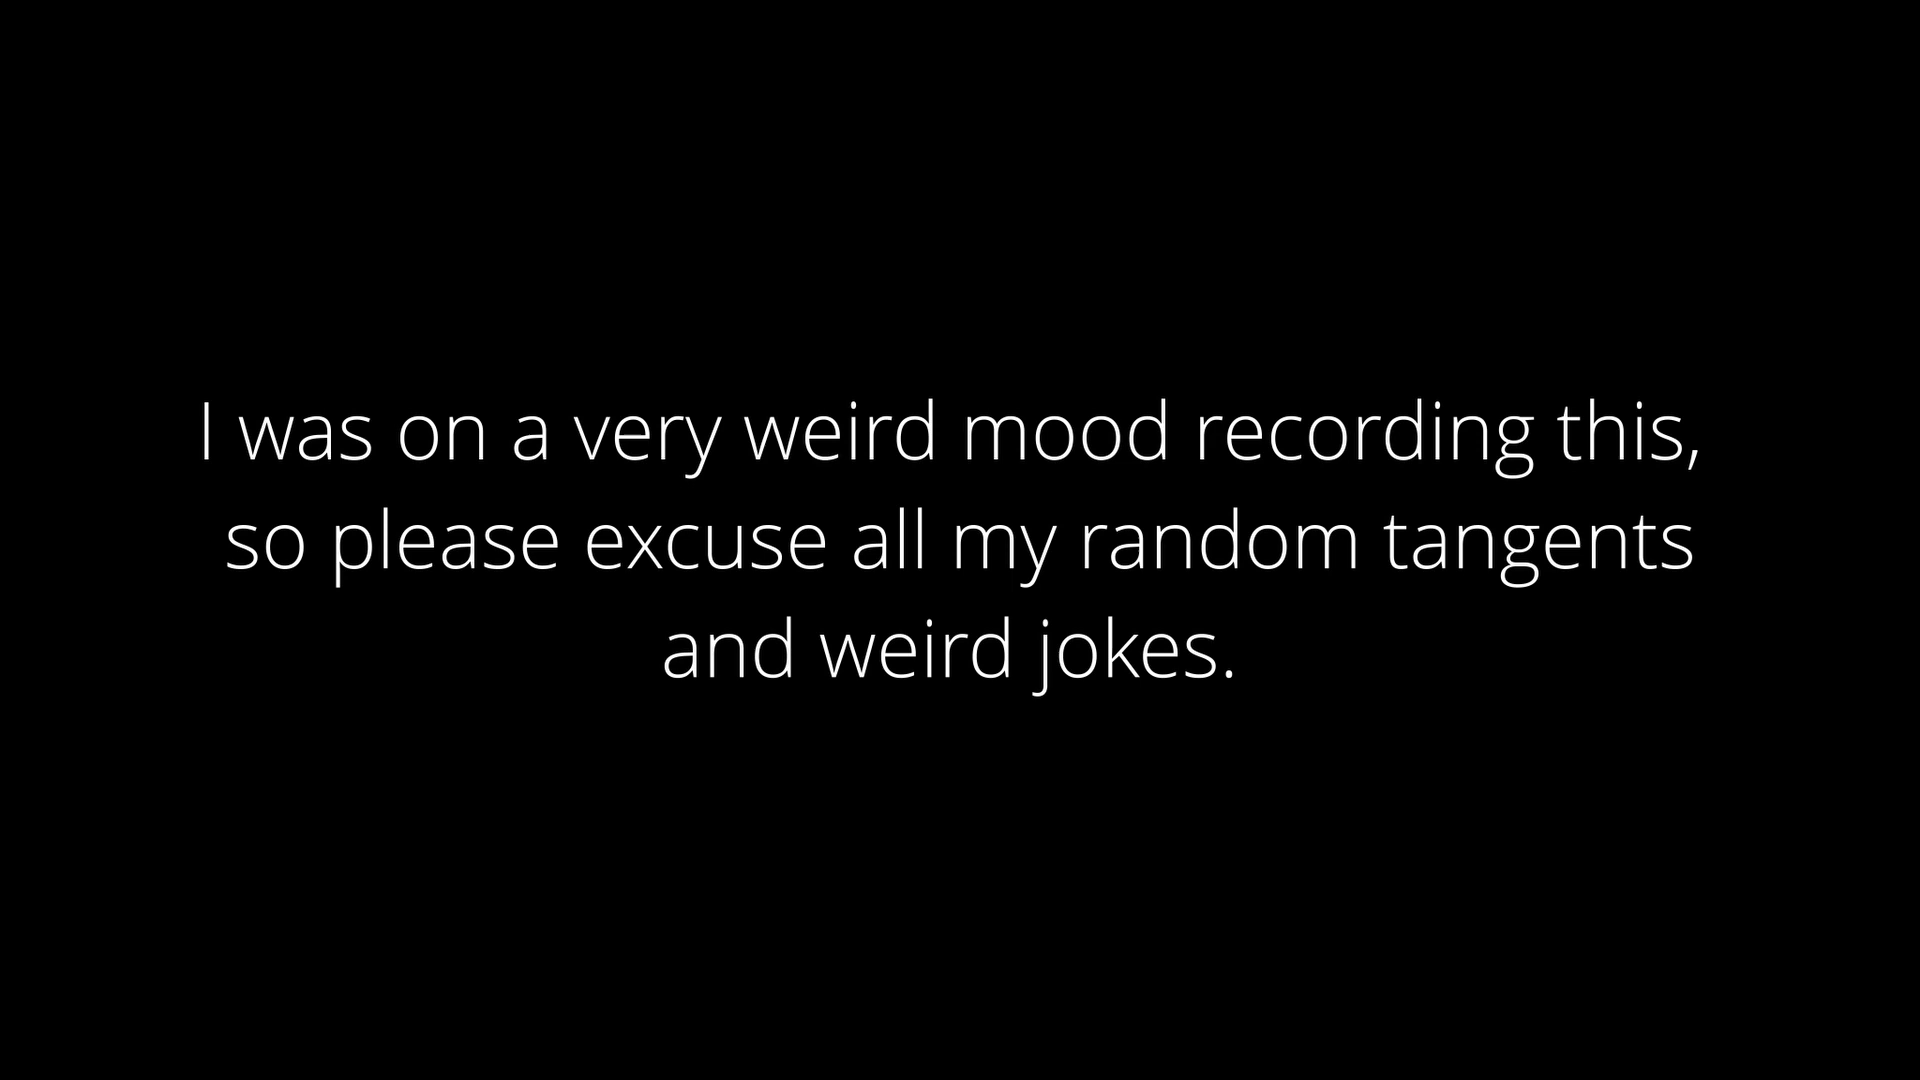 I was on a very weird mood recording this,
so please excuse all my random tangents
and weird jokes.